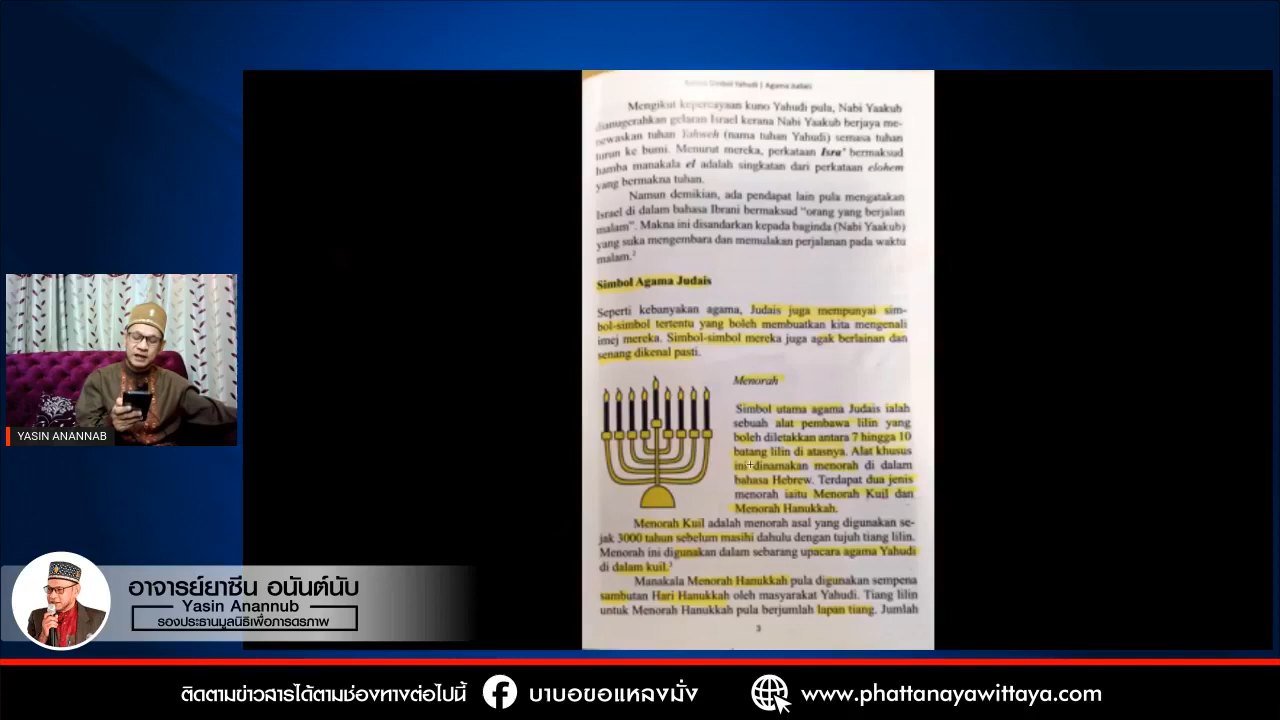 Simbol Yahudi | Agama Judais
Mengikut kepercayaan kuno Yahudi pula, Nabi Yaakub
dianugerahkan gelaran Israel kerana Nabi Yaakub berjaya me-
newaskan tuhan Yahweh (nama tuhan Yahudi) semasa tuhan
turun ke bumi. Menurut mereka, perkataan Isra' bermaksud
hamba manakala el adalah singkatan dari perkataan elohem
yang bermakna tuhan.
Namun demikian, ada pendapat lain pula mengatakan
Israel di dalam bahasa Ibrani bermaksud “orang yang berjalan
malam”. Makna ini disandarkan kepada baginda (Nabi Yaakub)
yang suka mengembara dan memulakan perjalanan pada waktu
malam.2
Simbol Agama Judais
Seperti kebanyakan agama, Judais juga mempunyai sim-
bol-simbol tertentu yang boleh membuatkan kita mengenali
imej mereka. Simbol-simbol mereka juga agak berlainan dan
senang dikenal pasti.
Menorah
Simbol utama agama Judais ialah
sebuah alat pembawa lilin yang
boleh diletakkan antara 7 hingga 10
batang lilin di atasnya. Alat khusus
ini dinamakan menorah di dalam
bahasa Hebrew. Terdapat dua jenis
menorah iaitu Menorah Kuil dan
Menorah Hanukkah.
Menorah Kuil adalah menorah asal yang digunakan se-
jak 3000 tahun sebelum masihi dahulu dengan tujuh tiang lilin.
Menorah ini digunakan dalam sebarang upacara agama Yahudi
di dalam kuil.3
Manakala Menorah Hanukkah pula digunakan sempena
sambutan Hari Hanukkah oleh masyarakat Yahudi. Tiang lilin
untuk Menorah Hanukkah pula berjumlah lapan tiang. Jumlah
3
YASIN ANANNAB
อาจารย์ยาซีน อนันต์นับ
Yasin Anannub
รองประธานมูลนิธิเพื่อการตรภาพ
ติดตามข่าวสารได้ตามช่องทางต่อไปนี้
บาบอขอแหลงมั่ง
www.phattanayawittaya.com